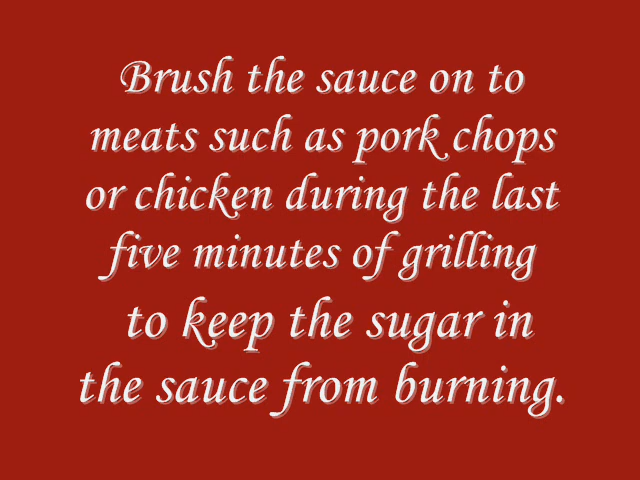 Brush the sauce on to
meats such as pork chops
or chicken during the last
five minutes of grilling
to keep the sugar in
the sauce from burning.